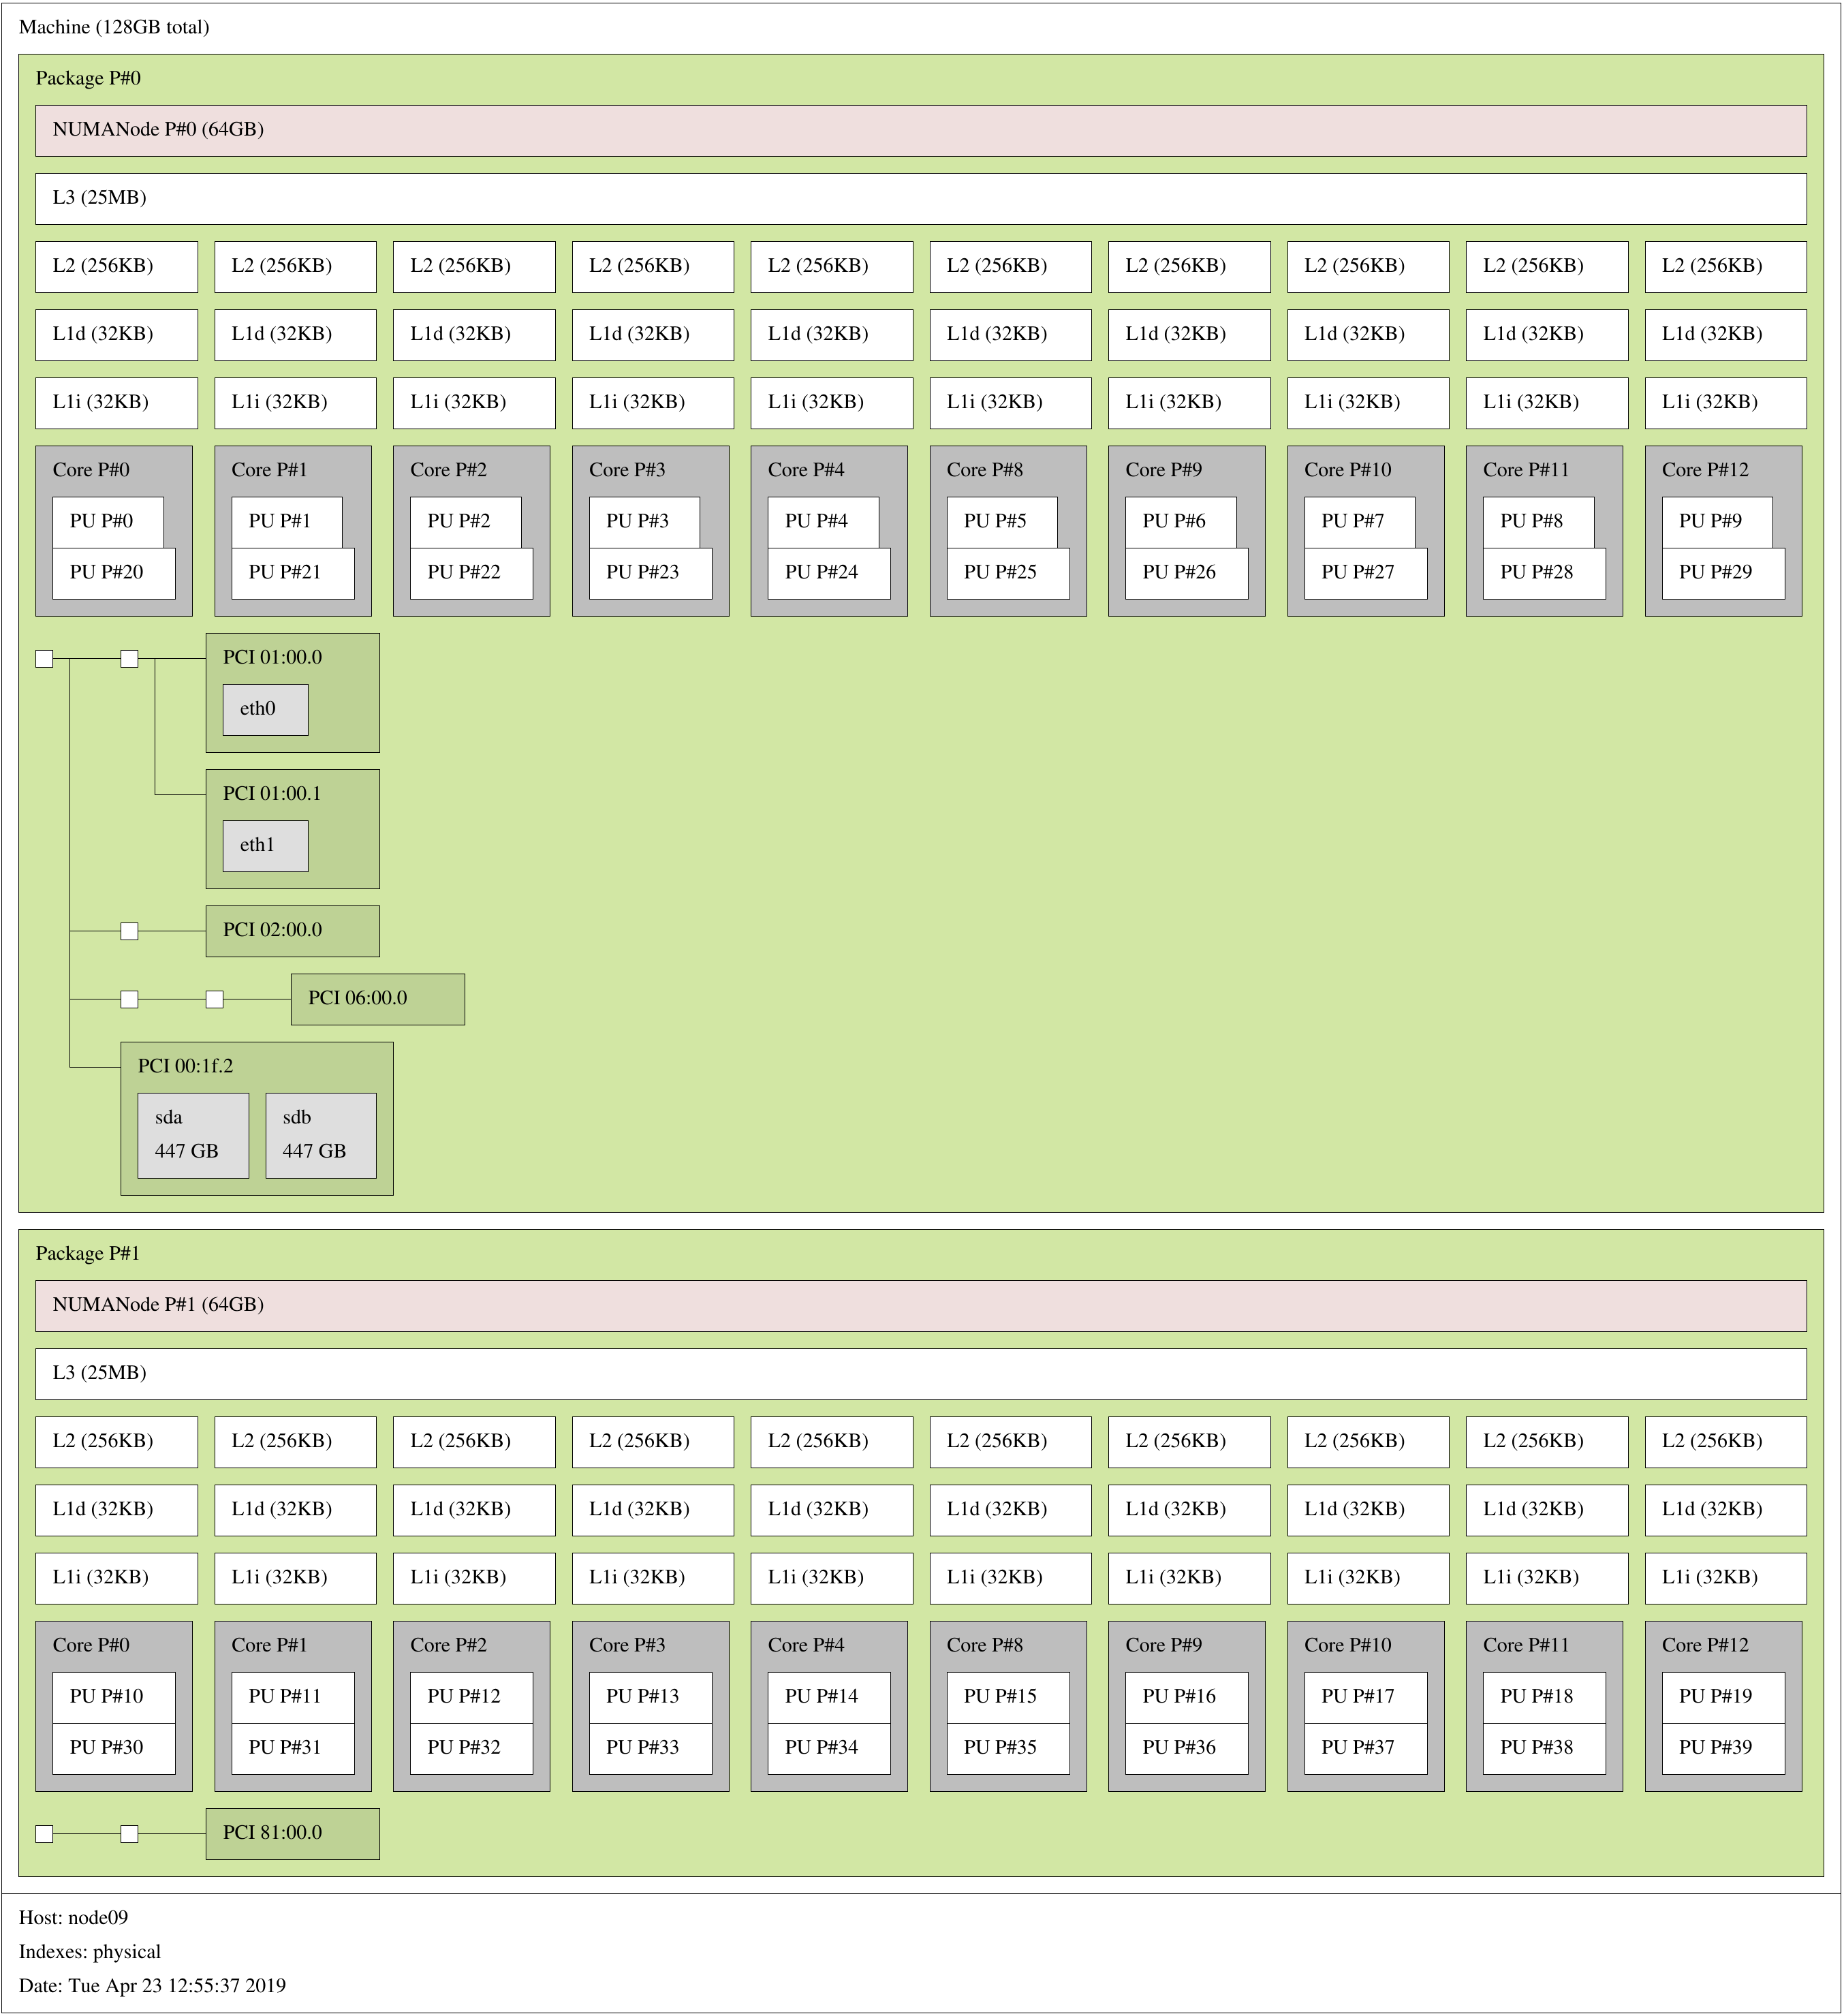 Machine (128GB total)
Package P#0
NUMANode P#0 (64GB)
L3 (25MB)
L2 (256KB) L2 (256KB) L2 (256KB) L2 (256KB) L2 (256KB) L2 (256KB) L2 (256KB) L2 (256KB) L2 (256KB) L2 (256KB)
L1d (32KB) L1d (32KB) L1d (32KB) L1d (32KB) L1d (32KB) L1d (32KB) L1d (32KB) L1d (32KB) L1d (32KB) L1d (32KB)
L1i (32KB) L1i (32KB) L1i (32KB) L1i (32KB) L1i (32KB) L1i (32KB) L1i (32KB) L1i (32KB) L1i (32KB) L1i (32KB)
Core P#0 Core P#1 Core P#2 Core P#3 Core P#4 Core P#8 Core P#9 Core P#10 Core P#11 Core P#12
PU P#0 PU P#1 PU P#2 PU P#3 PU P#4 PU P#5 PU P#6 PU P#7 PU P#8 PU P#9
PU P#20 PU P#21 PU P#22 PU P#23 PU P#24 PU P#25 PU P#26 PU P#27 PU P#28 PU P#29
PCI 01:00.0
eth0
PCI 01:00.1
eth1
PCI 02:00.0
PCI 06:00.0
PCI 00:1f.2
sda sdb
447 GB 447 GB
Package P#1
NUMANode P#1 (64GB)
L3 (25MB)
L2 (256KB) L2 (256KB) L2 (256KB) L2 (256KB) L2 (256KB) L2 (256KB) L2 (256KB) L2 (256KB) L2 (256KB) L2 (256KB)
L1d (32KB) L1d (32KB) L1d (32KB) L1d (32KB) L1d (32KB) L1d (32KB) L1d (32KB) L1d (32KB) L1d (32KB) L1d (32KB)
L1i (32KB) L1i (32KB) L1i (32KB) L1i (32KB) L1i (32KB) L1i (32KB) L1i (32KB) L1i (32KB) L1i (32KB) L1i (32KB)
Core P#0 Core P#1 Core P#2 Core P#3 Core P#4 Core P#8 Core P#9 Core P#10 Core P#11 Core P#12
PU P#10 PU P#11 PU P#12 PU P#13 PU P#14 PU P#15 PU P#16 PU P#17 PU P#18 PU P#19
PU P#30 PU P#31 PU P#32 PU P#33 PU P#34 PU P#35 PU P#36 PU P#37 PU P#38 PU P#39
PCI 81:00.0
Host: node09
Indexes: physical
Date: Tue Apr 23 12:55:37 2019